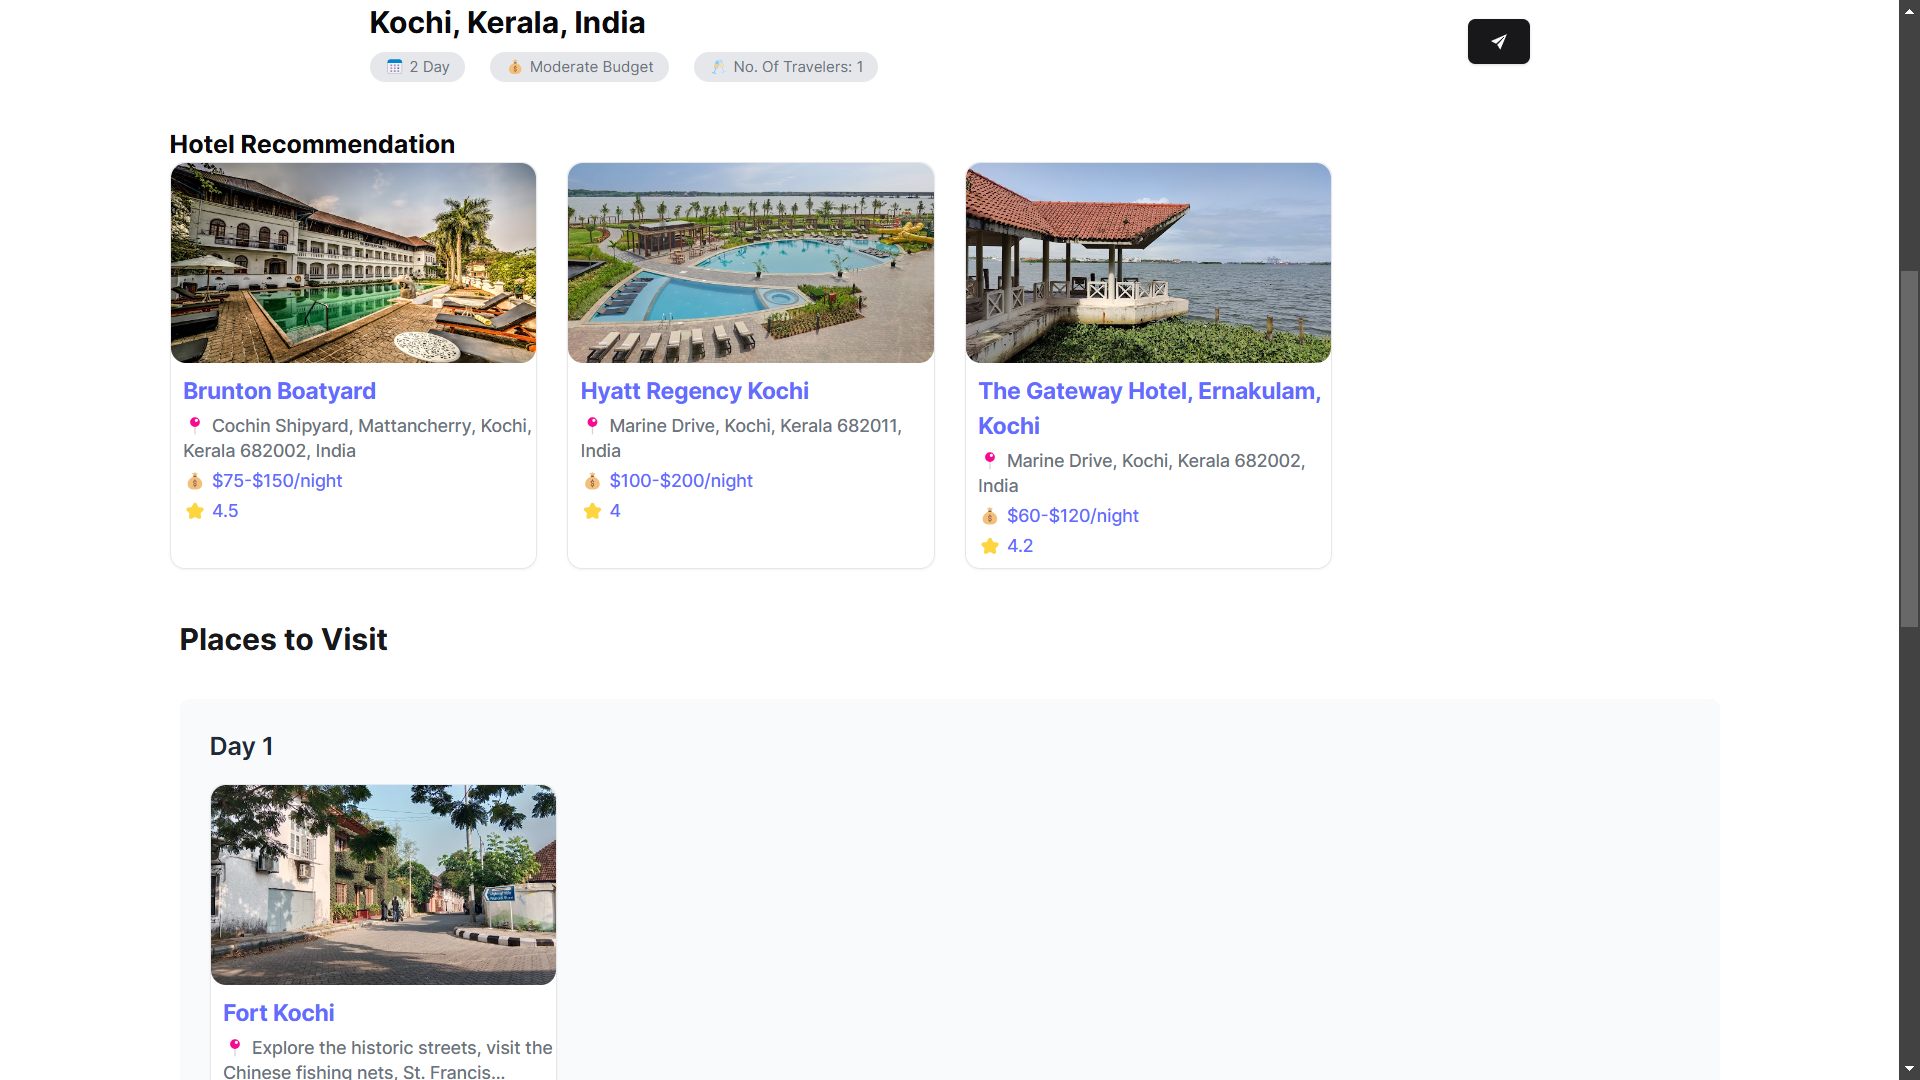 Kochi, Kerala, India
2 Day
Moderate Budget
No. Of Travelers: 1
Hotel Recommendation
Brunton Boatyard
Cochin Shipyard, Mattancherry, Kochi,
Kerala 682002, India
$75-$150/night
4.5
Hyatt Regency Kochi
Marine Drive, Kochi, Kerala 682011,
India
$100-$200/night
4
The Gateway Hotel, Ernakulam,
Kochi
Marine Drive, Kochi, Kerala 682002,
India
$60-$120/night
4.2
Places to Visit
Day 1
Fort Kochi
Explore the historic streets, visit the
Chinese fishing nets, St. Francis...